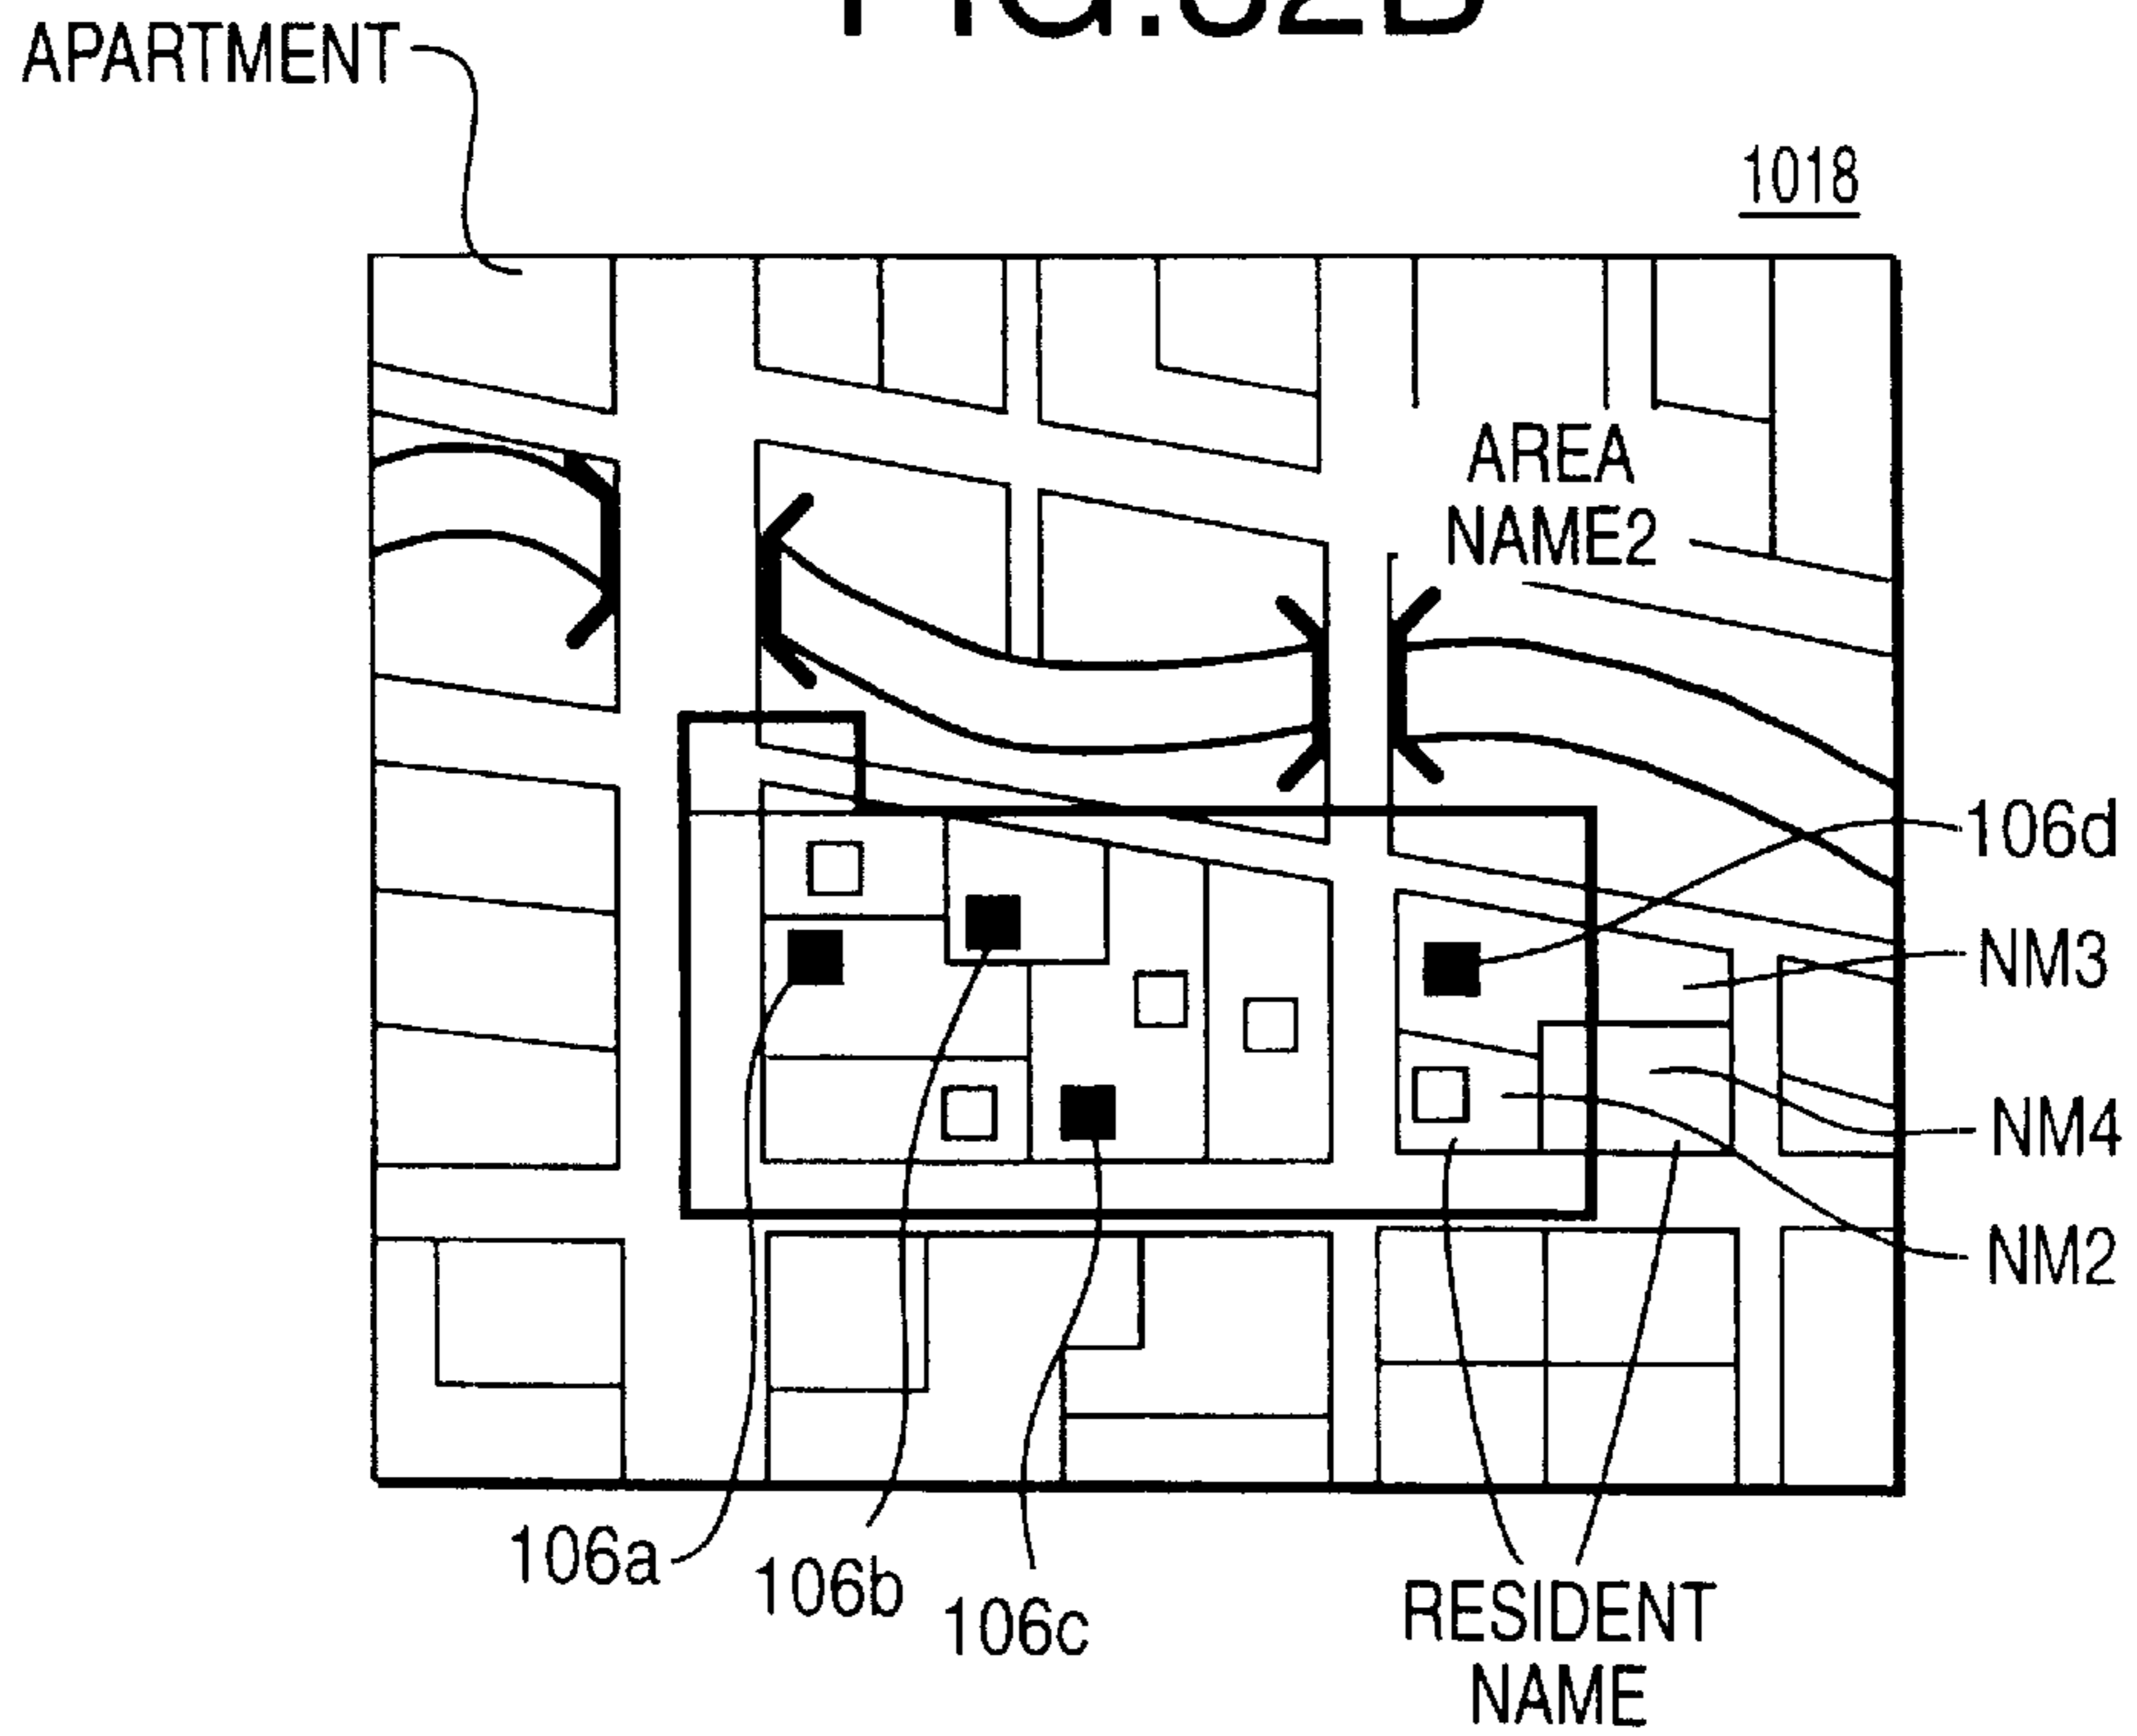 APARTMENT
1018
AREA
NAME2
106d
NM3
NM4
NM2
106a
106b
106c
RESIDENT
NAME